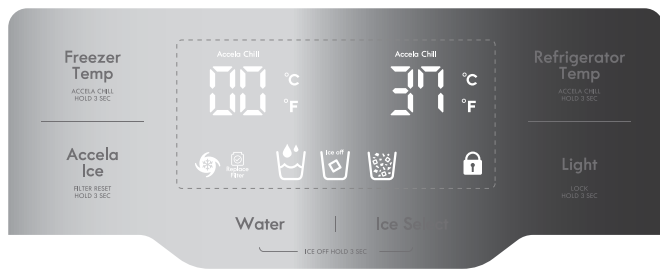 Freezer
Temp
ACCELA CHILL
HOLD 3 SEC
Accela
Ice
FILTER RESET
HOLD 3 SEC
Accela Chill
00
°C
°F
Accela Chill
37
°C
°F
Replace
Filter
Ice off
Refrigerator
Temp
ACCELA CHILL
HOLD 3 SEC
Light
LOCK
HOLD 3 SEC
Water | Ice Select
ICE OFF HOLD 3 SEC